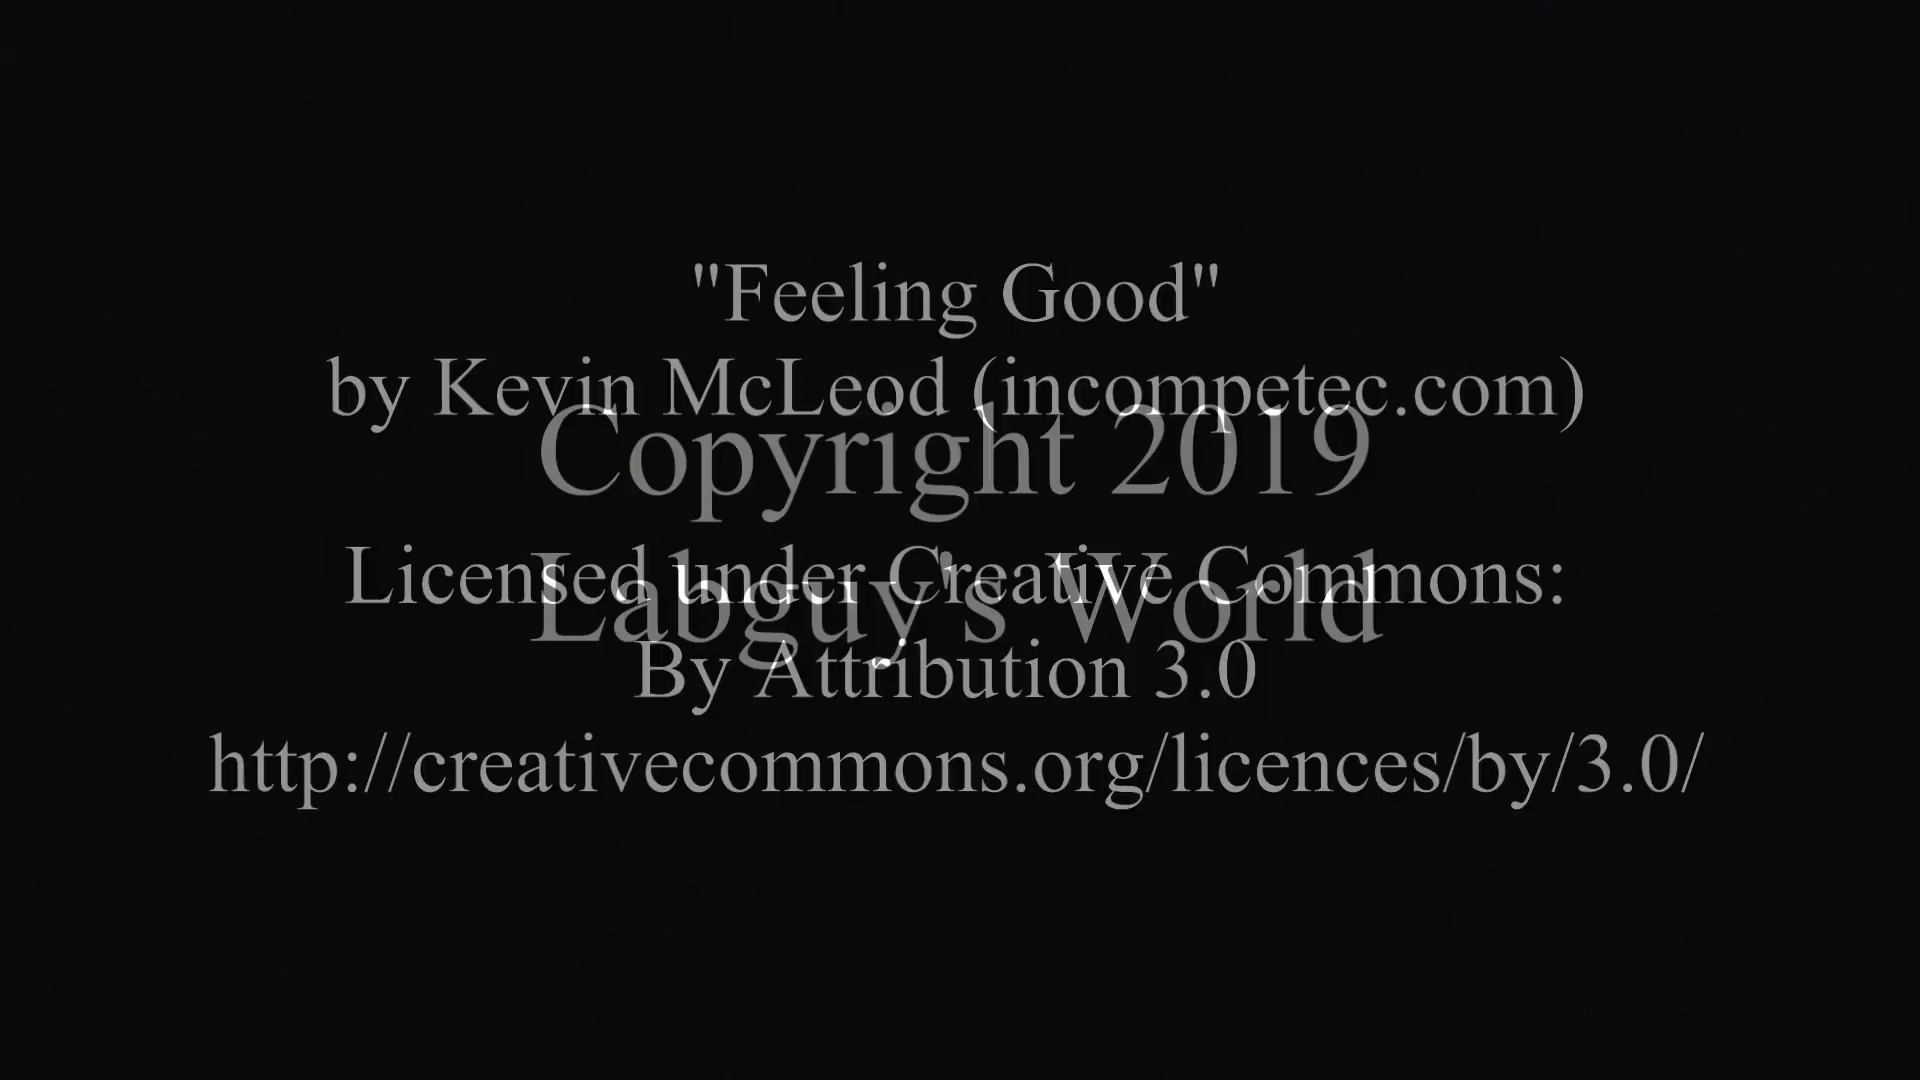 "Feeling Good"
by Kevin McLeod (incompetec.com)
Copyright 2019
Licensed under Creative Commons:
Labguy's World
By Attribution 3.0
http://creativecommons.org/licences/by/3.0/